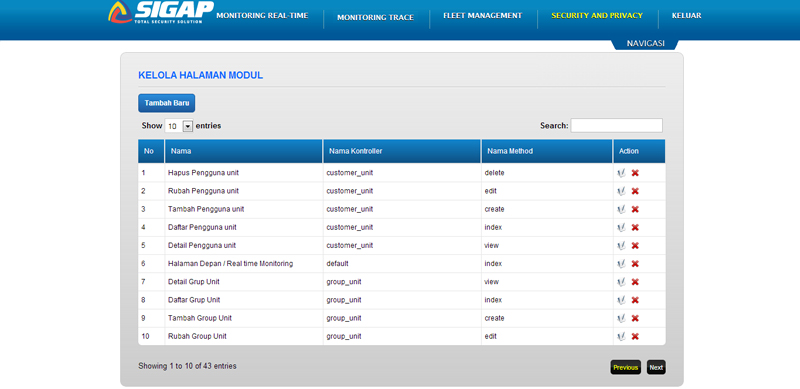 SIGAP
TOTAL SECURITY SOLUTION
MONITORING REAL-TIME MONITORING TRACE FLEET MANAGEMENT SECURITY AND PRIVACY KELUAR
NAVIGASI
KELOLA HALAMAN MODUL
Tambah Baru
Show 10 entries Search:
No Nama Nama Kontroller Nama Method Action
1 Hapus Pengguna unit customer_unit delete
2 Rubah Pengguna unit customer_unit edit
3 Tambah Pengguna unit customer_unit create
4 Daftar Pengguna unit customer_unit index
5 Detail Pengguna unit customer_unit view
6 Halaman Depan / Real time Monitoring default index
7 Detail Grup Unit group_unit view
8 Daftar Grup Unit group_unit index
9 Tambah Group Unit group_unit create
10 Rubah Group Unit group_unit edit
Showing 1 to 10 of 43 entries Previous Next